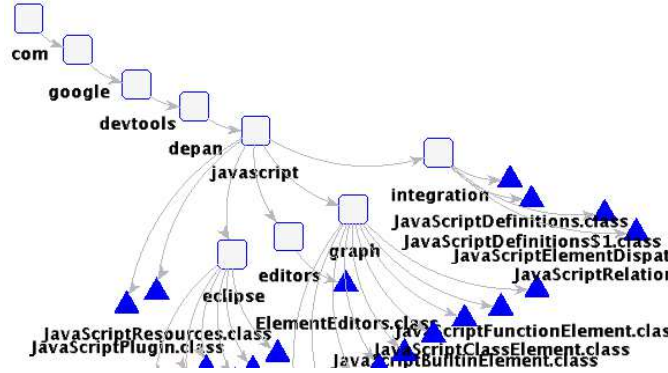 com
google
devtools
depan
javascript
integration
JavaScriptDefinitions.class
JavaScriptDefinitions$1.class
JavaScriptElementDispat
JavaScriptRelation
graph
editors
eclipse
ElementEditors.class
JavaScriptFunctionElement.clas
JavaScriptResources.class
JavaScriptPlugin.class
JavaScriptClassElement.class
JavaScriptBuiltinElement.class